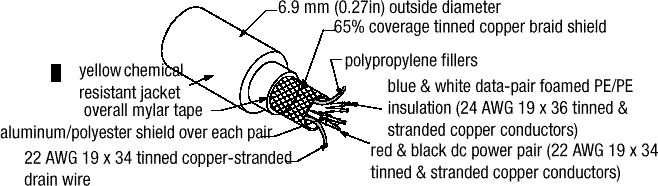 6.9 mm (0.27in) outside diameter
65% coverage tinned copper braid shield
polypropylene fillers
yellow chemical
resistant jacket
blue & white data-pair foamed PE/PE
insulation (24 AWG 19 x 36 tinned &
stranded copper conductors)
overall mylar tape
aluminum/polyester shield over each pair
red & black dc power pair (22 AWG 19 x 34
tinned & stranded copper conductors)
22 AWG 19 x 34 tinned copper-stranded
drain wire